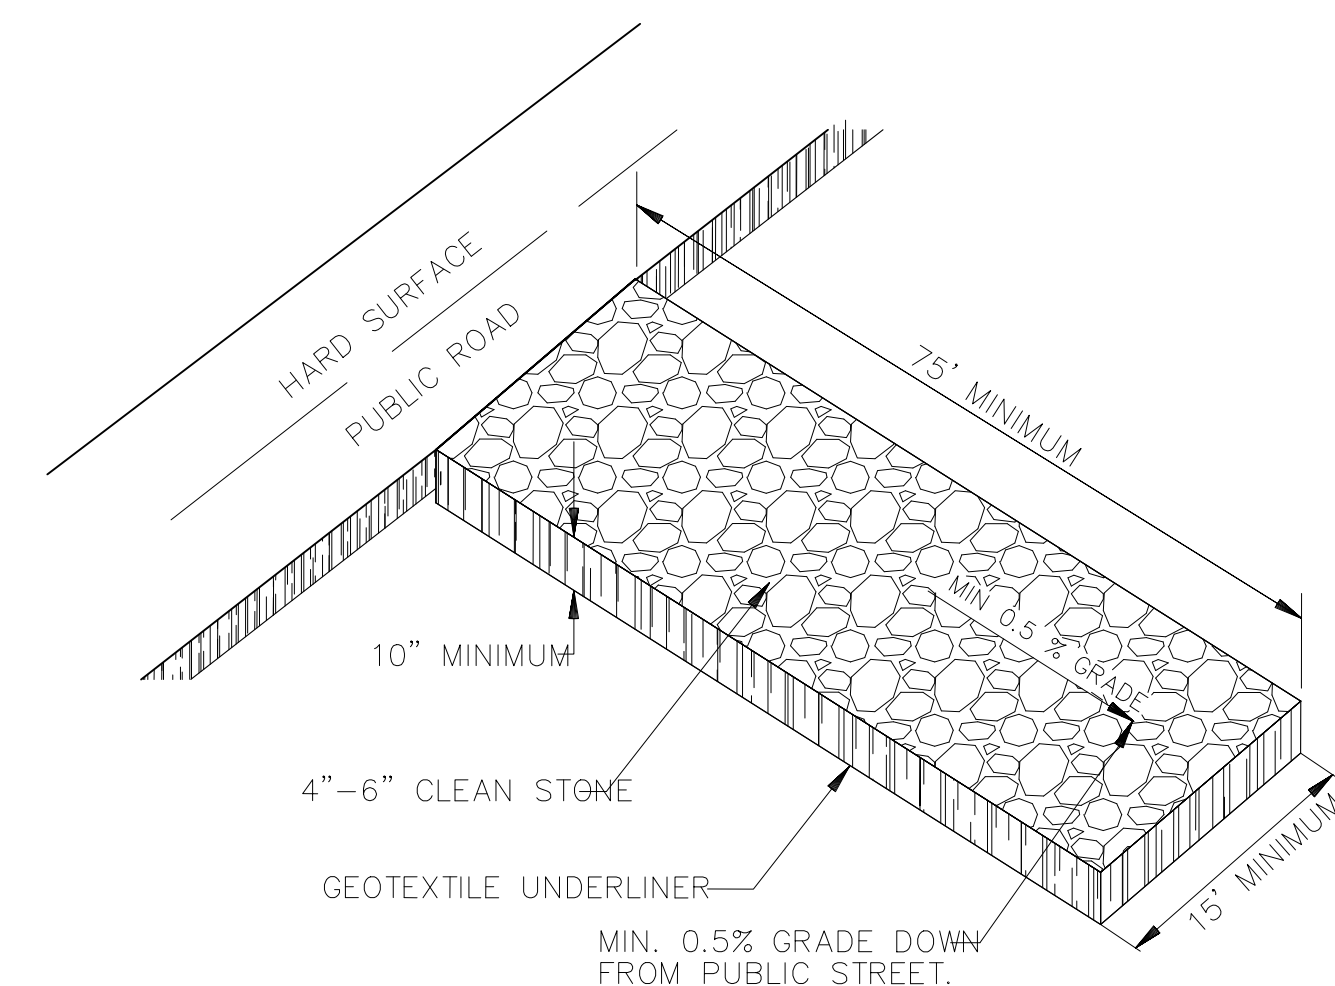 HARD SURFACE
PUBLIC ROAD
75' MINIMUM
MIN 0.5 % GRADE
10” MINIMUM
4”–6” CLEAN STONE
GEOTEXTILE UNDERLINER
15' MINIMUM
MIN. 0.5% GRADE DOWN
FROM PUBLIC STREET.